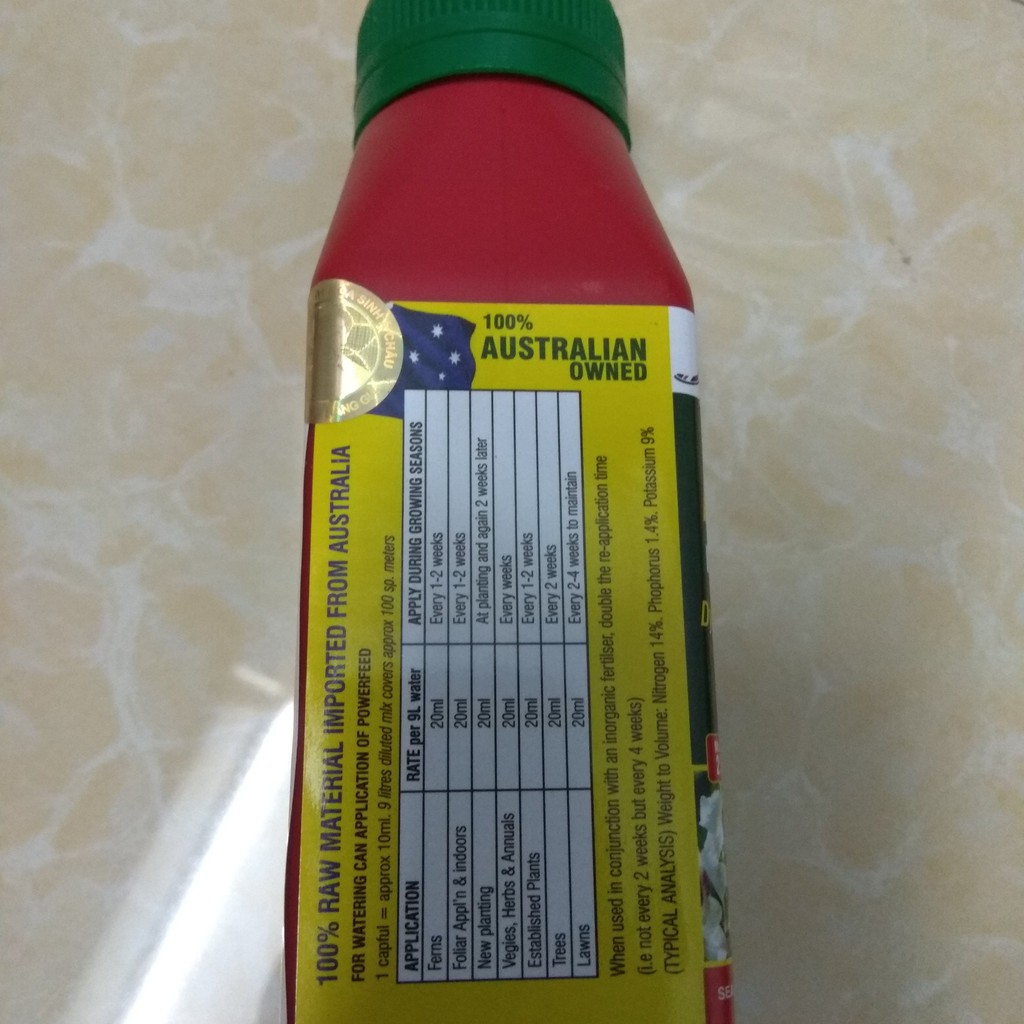 100%
AUSTRALIAN
OWNED
100% RAW MATERIAL IMPORTED FROM AUSTRALIA
FOR WATERING CAN APPLICATION OF POWERFEED
1 capful = approx 10ml. 9 litres diluted mix covers approx 100 sp. meters
APPLICATION RATE per 9L water APPLY DURING GROWING SEASONS
Ferns 20ml Every 1-2 weeks
Foliar Appl'n & indoors 20ml Every 1-2 weeks
New planting 20ml At planting and again 2 weeks later
Vegies, Herbs & Annuals 20ml Every weeks
Established Plants 20ml Every 1-2 weeks
Trees 20ml Every 2 weeks
Lawns 20ml Every 2-4 weeks to maintain
When used in conjunction with an inorganic fertilser, double the re-application time
(i.e not every 2 weeks but every 4 weeks)
(TYPICAL ANALYSIS) Weight to Volume: Nitrogen 14%. Phophorus 1.4%. Potassium 9%
SINH CHÂU